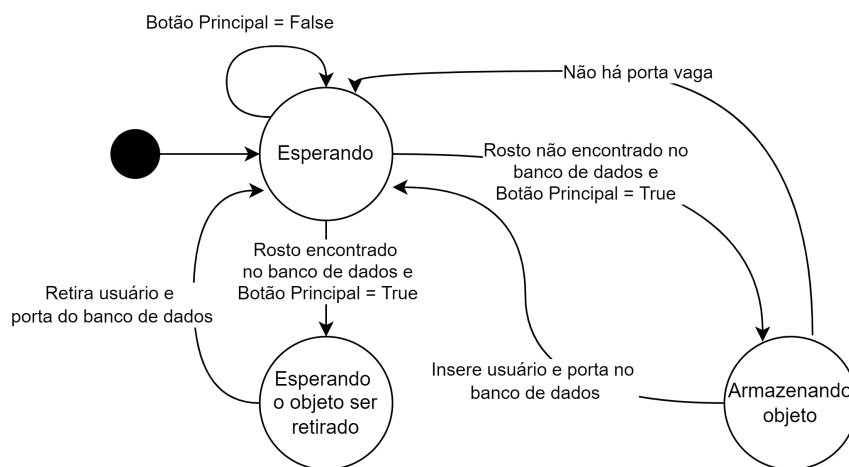 Botão Principal = False
Não há porta vaga
Esperando
Rosto não encontrado no
banco de dados e
Botão Principal = True
Rosto encontrado
no banco de dados e
Botão Principal = True
Retira usuário e
porta do banco de dados
Insere usuário e porta no
banco de dados
Esperando
o objeto ser
retirado
Armazenando
objeto